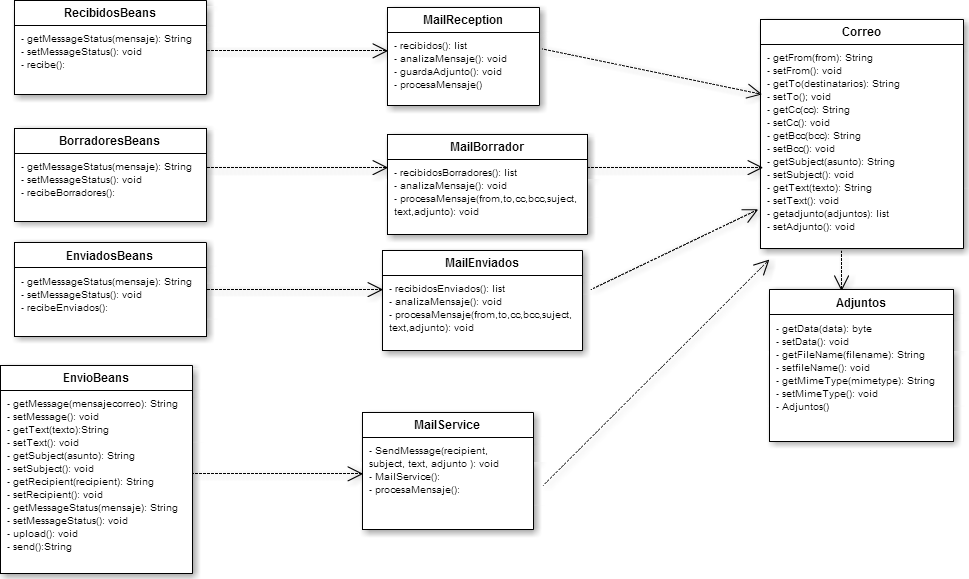 RecibidosBeans
- getMessageStatus(mensaje): String
- setMessageStatus(): void
- recibe():
MailReception
- recibidos(): list
- analizaMensaje(): void
- guardaAdjunto(): void
- procesaMensaje()
Correo
- getFrom(from): String
- setFrom(): void
- getTo(destinatarios): String
- setTo(); void
- getCc(cc): String
- setCc(): void
- getBcc(bcc): String
- setBcc(): void
- getSubject(asunto): String
- setSubject(): void
- getText(texto): String
- setText(): void
- getadjunto(adjuntos): list
- setAdjunto(): void
BorradoresBeans
- getMessageStatus(mensaje): String
- setMessageStatus(): void
- recibeBorradores():
MailBorrador
- recibidosBorradores(): list
- analizaMensaje(): void
- procesaMensaje(from,to,cc,bcc,suject,
text,adjunto): void
EnviadosBeans
- getMessageStatus(mensaje): String
- setMessageStatus(): void
- recibeEnviados():
MailEnviados
- recibidosEnviados(): list
- analizaMensaje(): void
- procesaMensaje(from,to,cc,bcc,suject,
text,adjunto): void
Adjuntos
- getData(data): byte
- setData(): void
- getFileName(filename): String
- setfileName(): void
- getMimeType(mimetype): String
- setMimeType(): void
- Adjuntos()
EnvioBeans
- getMessage(mensajecorreo): String
- setMessage(): void
- getText(texto):String
- setText(): void
- getSubject(asunto): String
- setSubject(): void
- getRecipient(recipient): String
- setRecipient(): void
- getMessageStatus(mensaje): String
- setMessageStatus(): void
- upload(): void
- send():String
MailService
- SendMessage(recipient,
subject, text, adjunto ): void
- MailService():
- procesaMensaje():